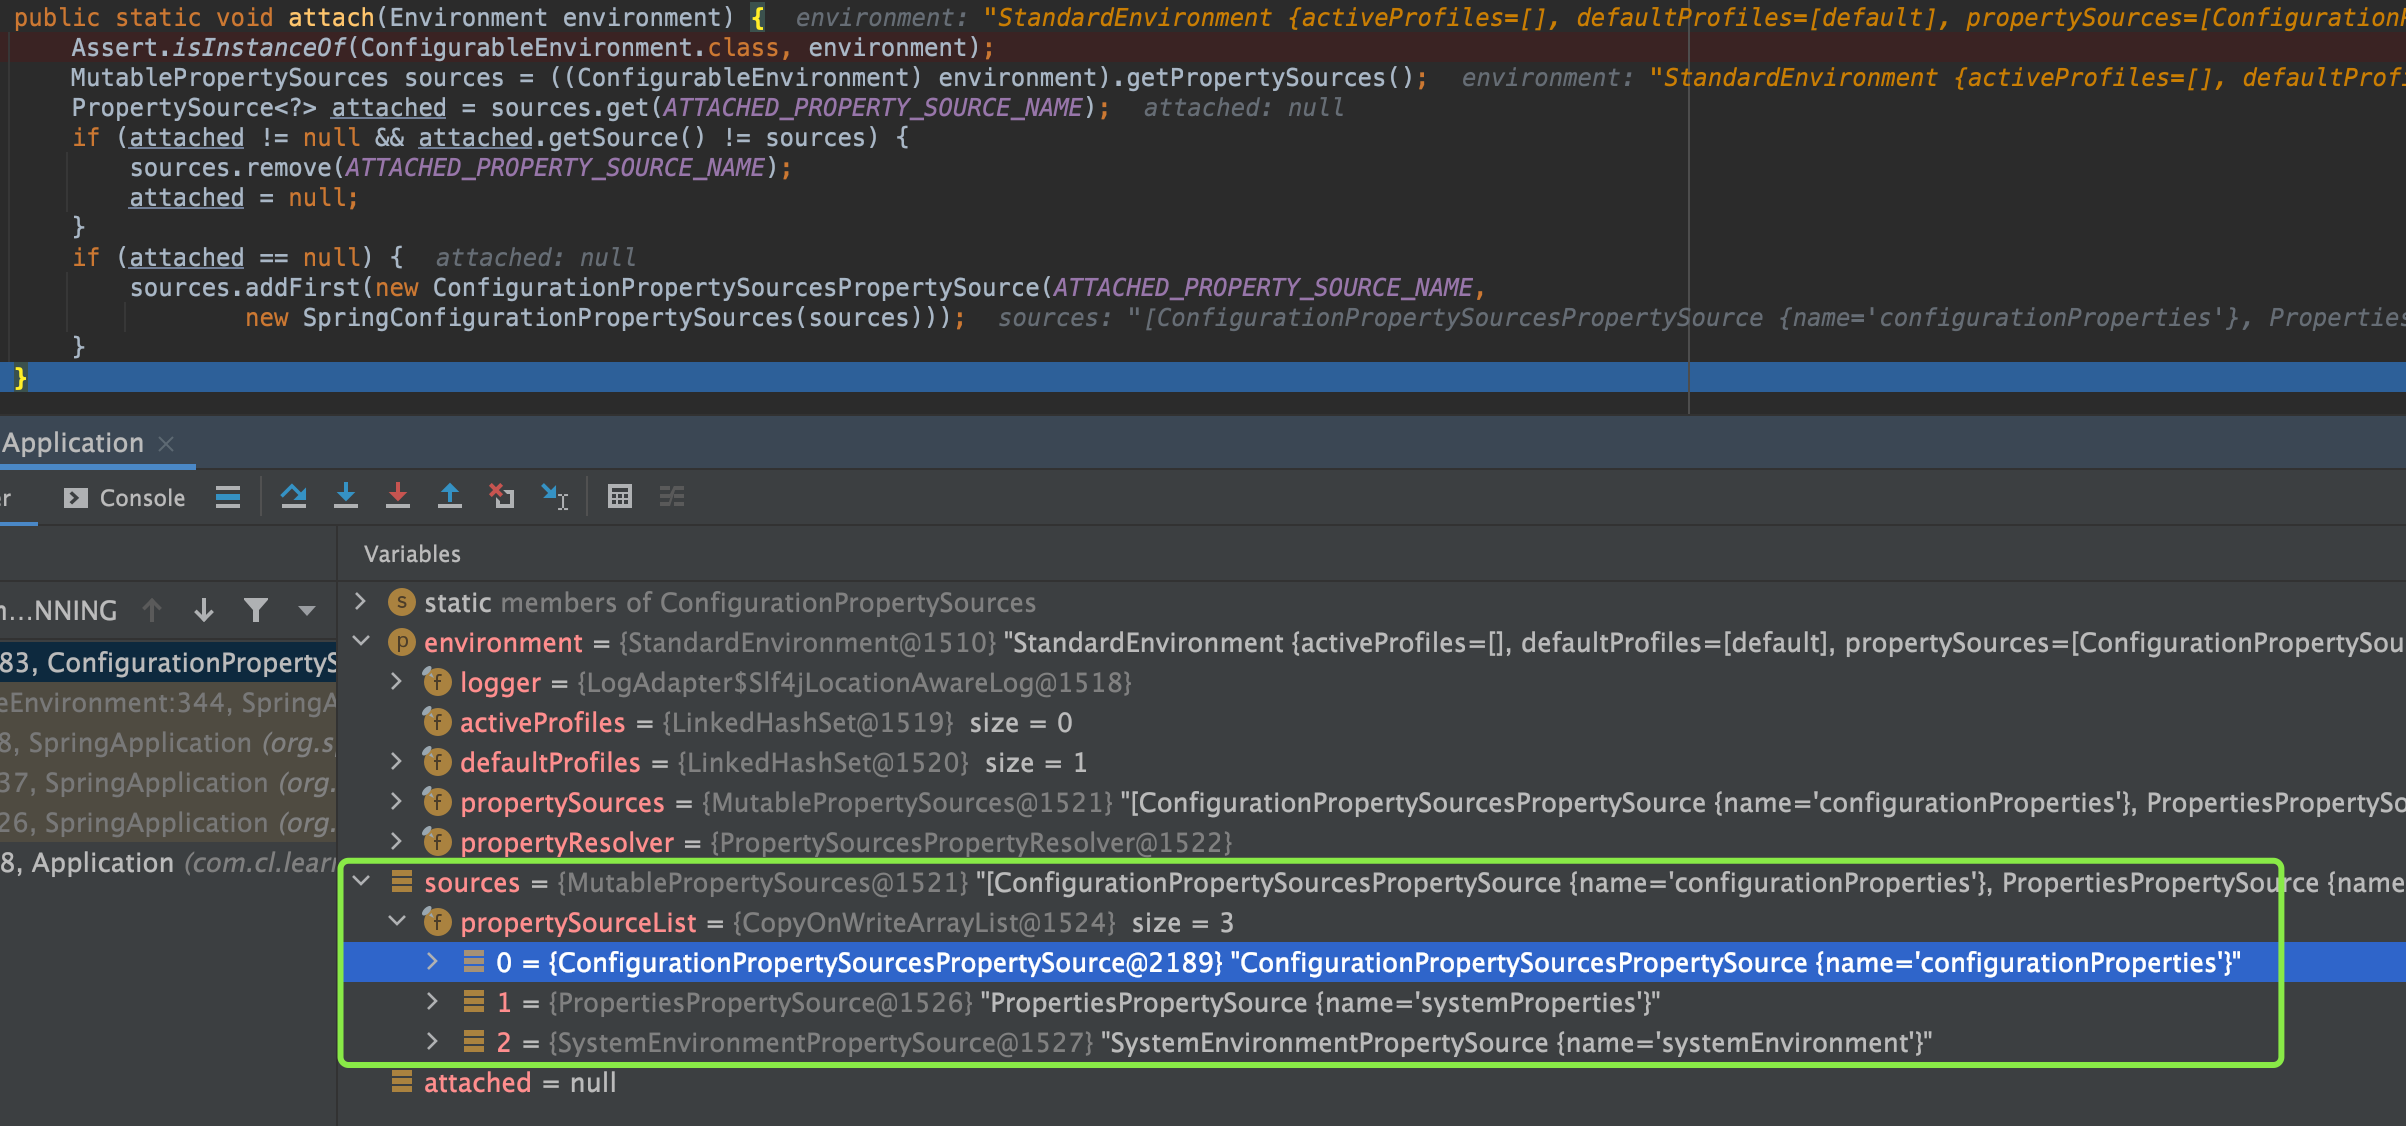 public static void attach(Environment environment) {  environment: "StandardEnvironment {activeProfiles=[], defaultProfiles=[default], propertySources=[Configuration
Assert.isInstanceOf(ConfigurableEnvironment.class, environment);
MutablePropertySources sources = ((ConfigurableEnvironment) environment).getPropertySources();  environment: "StandardEnvironment {activeProfiles=[], defaultProfi
PropertySource<?> attached = sources.get(ATTACHED_PROPERTY_SOURCE_NAME);  attached: null
if (attached != null && attached.getSource() != sources) {
sources.remove(ATTACHED_PROPERTY_SOURCE_NAME);
attached = null;
}
if (attached == null) {  attached: null
sources.addFirst(new ConfigurationPropertySourcesPropertySource(ATTACHED_PROPERTY_SOURCE_NAME,
new SpringConfigurationPropertySources(sources)));  sources: "[ConfigurationPropertySourcesPropertySource {name='configurationProperties'}, Properties
}
}
Application
r Console
Variables
n...NNING
static members of ConfigurationPropertySources
environment = {StandardEnvironment@1510} "StandardEnvironment {activeProfiles=[], defaultProfiles=[default], propertySources=[ConfigurationPropertySou
83, ConfigurationPropertyS
logger = {LogAdapter$Slf4jLocationAwareLog@1518}
eEnvironment:344, SpringA
activeProfiles = {LinkedHashSet@1519} size = 0
8, SpringApplication (org.s
defaultProfiles = {LinkedHashSet@1520} size = 1
37, SpringApplication (org.
propertySources = {MutablePropertySources@1521} "[ConfigurationPropertySourcesPropertySource {name='configurationProperties'}, PropertiesPropertySo
26, SpringApplication (org.
propertyResolver = {PropertySourcesPropertyResolver@1522}
8, Application (com.cl.learn
sources = {MutablePropertySources@1521} "[ConfigurationPropertySourcesPropertySource {name='configurationProperties'}, PropertiesPropertySource {name
propertySourceList = {CopyOnWriteArrayList@1524} size = 3
0 = {ConfigurationPropertySourcesPropertySource@2189} "ConfigurationPropertySourcesPropertySource {name='configurationProperties'}"
1 = {PropertiesPropertySource@1526} "PropertiesPropertySource {name='systemProperties'}"
2 = {SystemEnvironmentPropertySource@1527} "SystemEnvironmentPropertySource {name='systemEnvironment'}"
attached = null